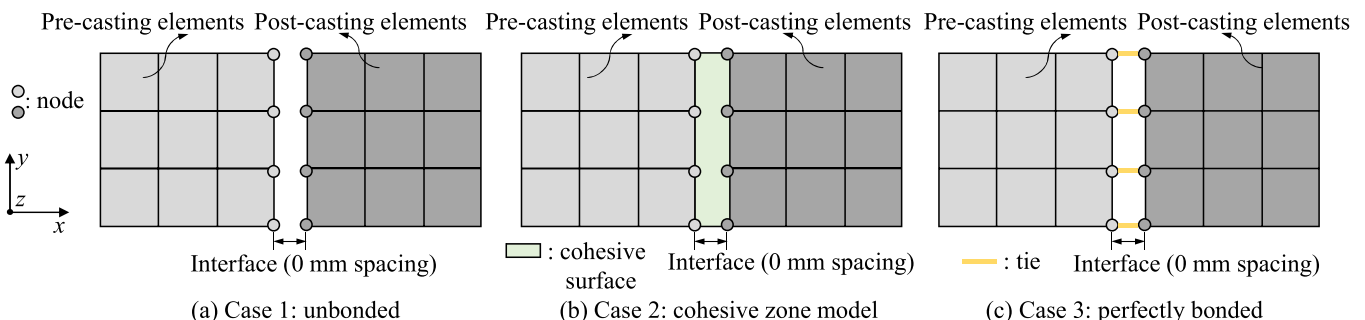 Pre-casting elements Post-casting elements
Pre-casting elements Post-casting elements
Pre-casting elements Post-casting elements
: node
y
z
x
Interface (0 mm spacing)
: cohesive
surface
Interface (0 mm spacing)
: tie
Interface (0 mm spacing)
(a) Case 1: unbonded
(b) Case 2: cohesive zone model
(c) Case 3: perfectly bonded